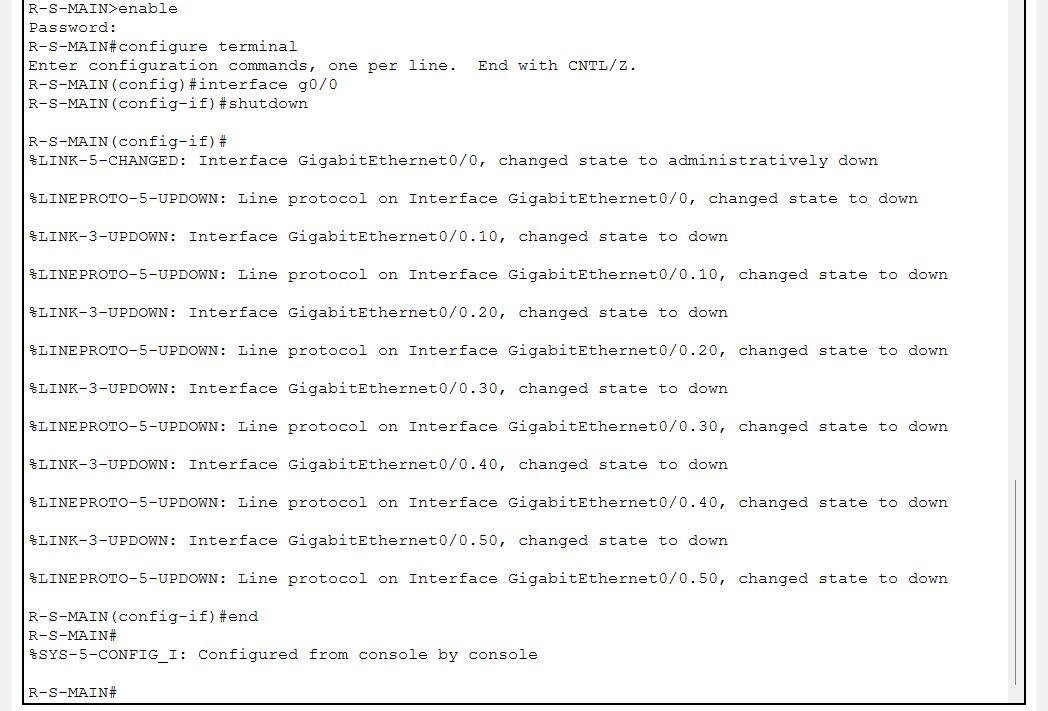 R-S-MAIN>enable
Password:
R-S-MAIN#configure terminal
Enter configuration commands, one per line.  End with CNTL/Z.
R-S-MAIN(config)#interface g0/0
R-S-MAIN(config-if)#shutdown
R-S-MAIN(config-if)#
%LINK-5-CHANGED: Interface GigabitEthernet0/0, changed state to administratively down
%LINEPROTO-5-UPDOWN: Line protocol on Interface GigabitEthernet0/0, changed state to down
%LINK-3-UPDOWN: Interface GigabitEthernet0/0.10, changed state to down
%LINEPROTO-5-UPDOWN: Line protocol on Interface GigabitEthernet0/0.10, changed state to down
%LINK-3-UPDOWN: Interface GigabitEthernet0/0.20, changed state to down
%LINEPROTO-5-UPDOWN: Line protocol on Interface GigabitEthernet0/0.20, changed state to down
%LINK-3-UPDOWN: Interface GigabitEthernet0/0.30, changed state to down
%LINEPROTO-5-UPDOWN: Line protocol on Interface GigabitEthernet0/0.30, changed state to down
%LINK-3-UPDOWN: Interface GigabitEthernet0/0.40, changed state to down
%LINEPROTO-5-UPDOWN: Line protocol on Interface GigabitEthernet0/0.40, changed state to down
%LINK-3-UPDOWN: Interface GigabitEthernet0/0.50, changed state to down
%LINEPROTO-5-UPDOWN: Line protocol on Interface GigabitEthernet0/0.50, changed state to down
R-S-MAIN(config-if)#end
R-S-MAIN#
%SYS-5-CONFIG_I: Configured from console by console
R-S-MAIN#